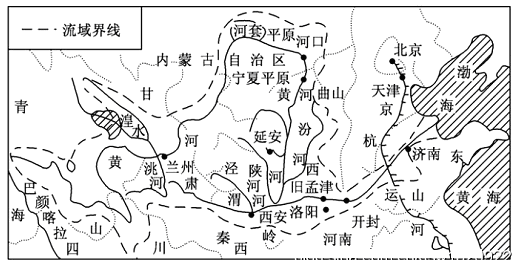 流域界线
河套 平原 河口
北京
内蒙古自治区
宁夏平原
渤海
天津
甘肃
青海
湟水
黄河
曲山
京杭运河
延安
汾河
济南
山东
洮河
兰州
泾河
陕西
山西
渭河
旧孟津
黄海
巴颜喀拉山
西安
洛阳
开封
四川
秦岭
河南